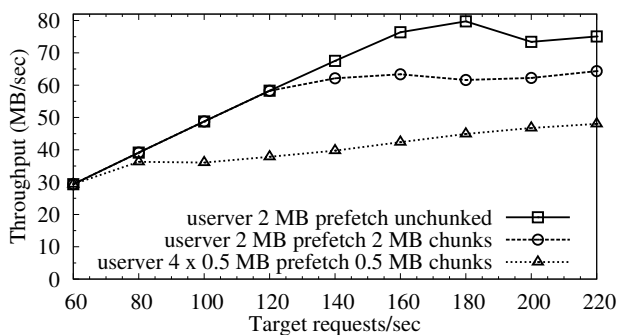 Throughput (MB/sec)
80
70
60
50
40
30
20
10
0
userver 2 MB prefetch unchunked
userver 2 MB prefetch 2 MB chunks
userver 4 x 0.5 MB prefetch 0.5 MB chunks
60 80 100 120 140 160 180 200 220
Target requests/sec